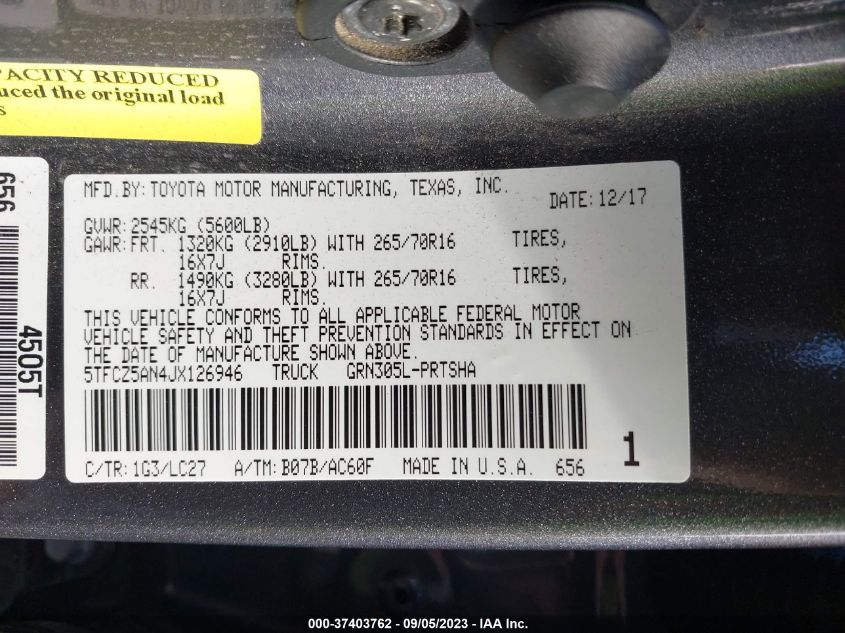 PACITY REDUCED
uced the original load
s
656
4505T
MFD.BY:TOYOTA MOTOR MANUFACTURING, TEXAS, INC.
DATE:12/17
GVWR:2545KG (5600LB)
GAWR:FRT. 1320KG (2910LB) WITH 265/70R16 TIRES,
16X7J RIMS.
RR. 1490KG (3280LB) WITH 265/70R16 TIRES,
16X7J RIMS.
THIS VEHICLE CONFORMS TO ALL APPLICABLE FEDERAL MOTOR
VEHICLE SAFETY AND THEFT PREVENTION STANDARDS IN EFFECT ON
THE DATE OF MANUFACTURE SHOWN ABOVE.
5TFCZ5AN4JX126946 TRUCK GRN305L-PRTSHA
1
C/TR:1G3/LC27 A/TM:B07B/AC60F MADE IN U.S.A. 656
000-37403762 - 09/05/2023 - IAA Inc.